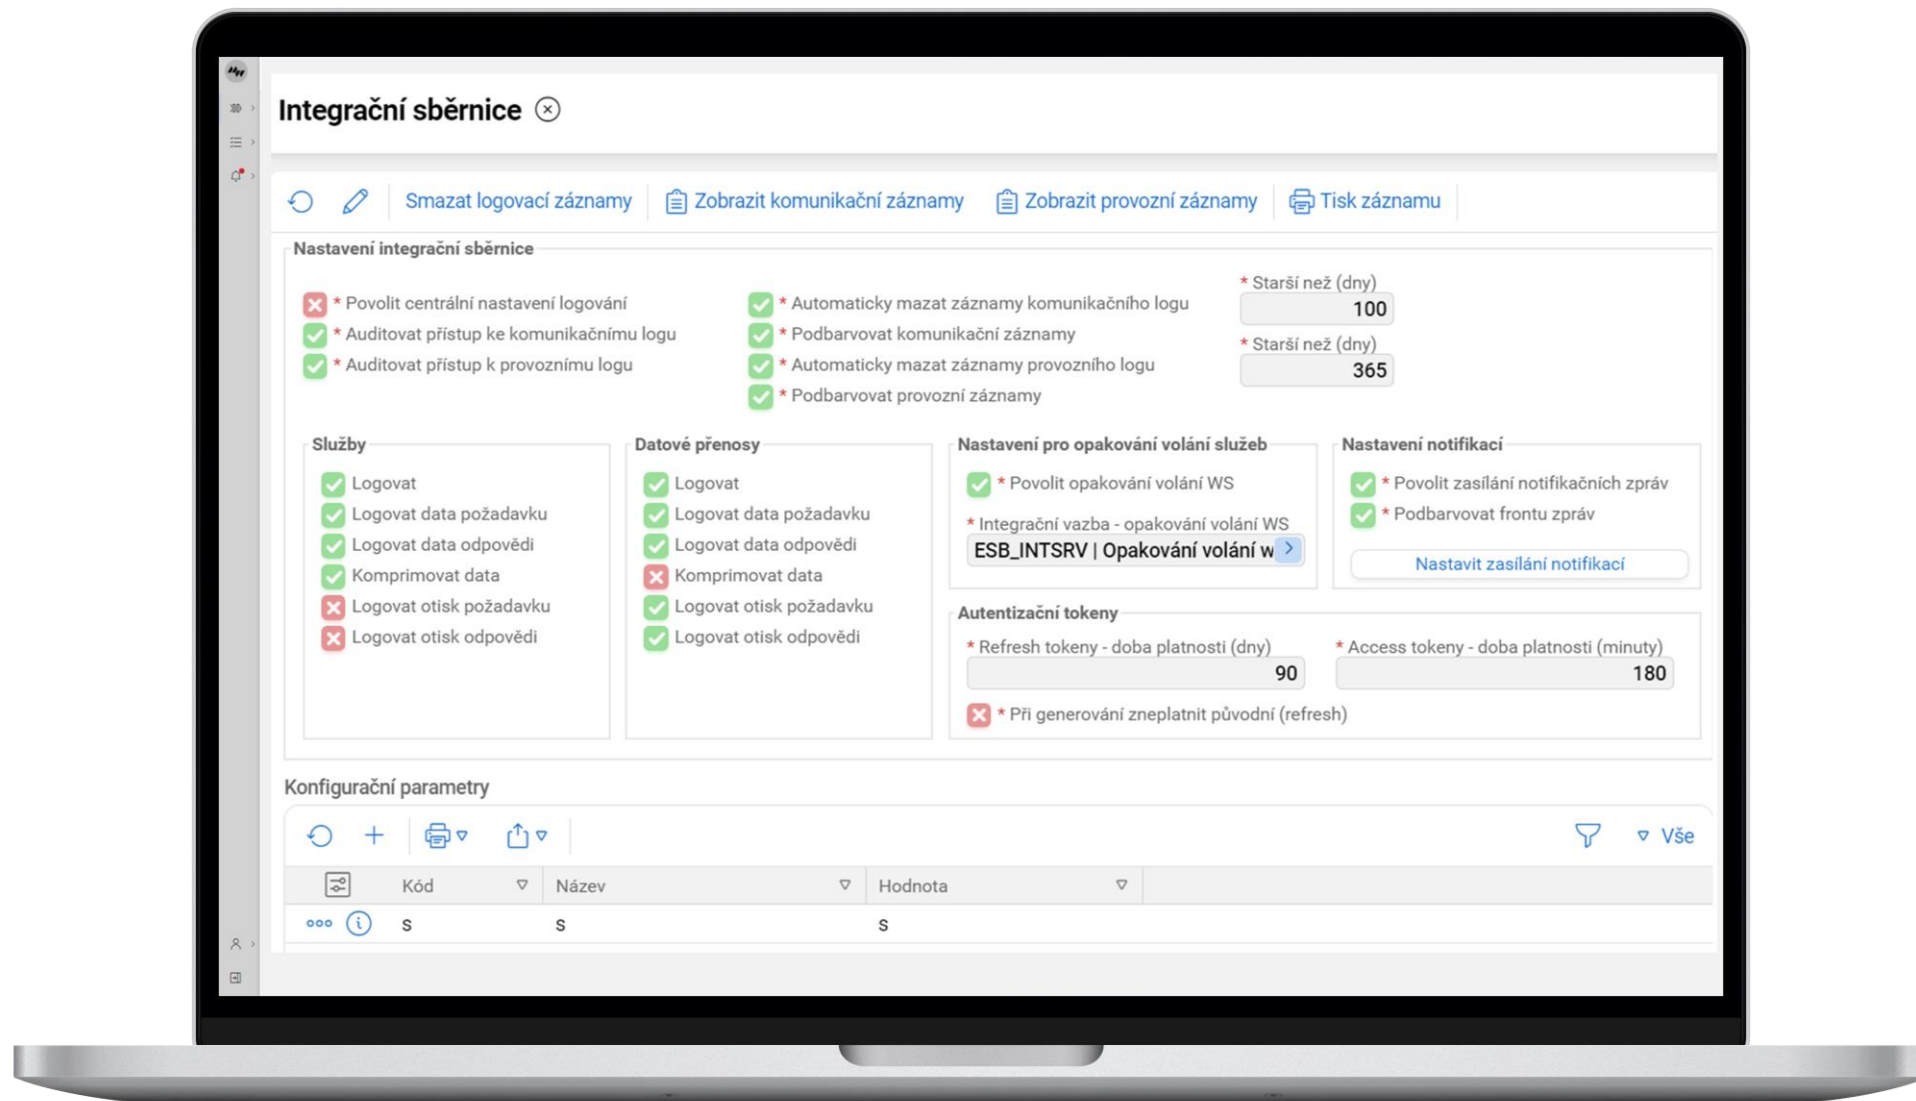 Integrační sběrnice
Smazat logovací záznamy
Zobrazit komunikační záznamy
Zobrazit provozní záznamy
Tisk záznamu
Nastavení integrační sběrnice
* Povolit centrální nastavení logování
* Auditovat přístup ke komunikačnímu logu
* Auditovat přístup k provoznímu logu
* Automaticky mazat záznamy komunikačního logu
* Podbarvovat komunikační záznamy
* Automaticky mazat záznamy provozního logu
* Podbarvovat provozní záznamy
* Starší než (dny)
100
* Starší než (dny)
365
Služby
Logovat
Logovat data požadavku
Logovat data odpovědi
Komprimovat data
Logovat otisk požadavku
Logovat otisk odpovědi
Datové přenosy
Logovat
Logovat data požadavku
Logovat data odpovědi
Komprimovat data
Logovat otisk požadavku
Logovat otisk odpovědi
Nastavení pro opakování volání služeb
* Povolit opakování volání WS
* Integrační vazba - opakování volání WS
ESB_INTSRV | Opakování volání w
Nastavení notifikací
* Povolit zasílání notifikačních zpráv
* Podbarvovat frontu zpráv
Nastavit zasílání notifikací
Autentizační tokeny
* Refresh tokeny - doba platnosti (dny)
90
* Access tokeny - doba platnosti (minuty)
180
* Při generování zneplatnit původní (refresh)
Konfigurační parametry
Vše
Kód
Název
Hodnota
s
s
s